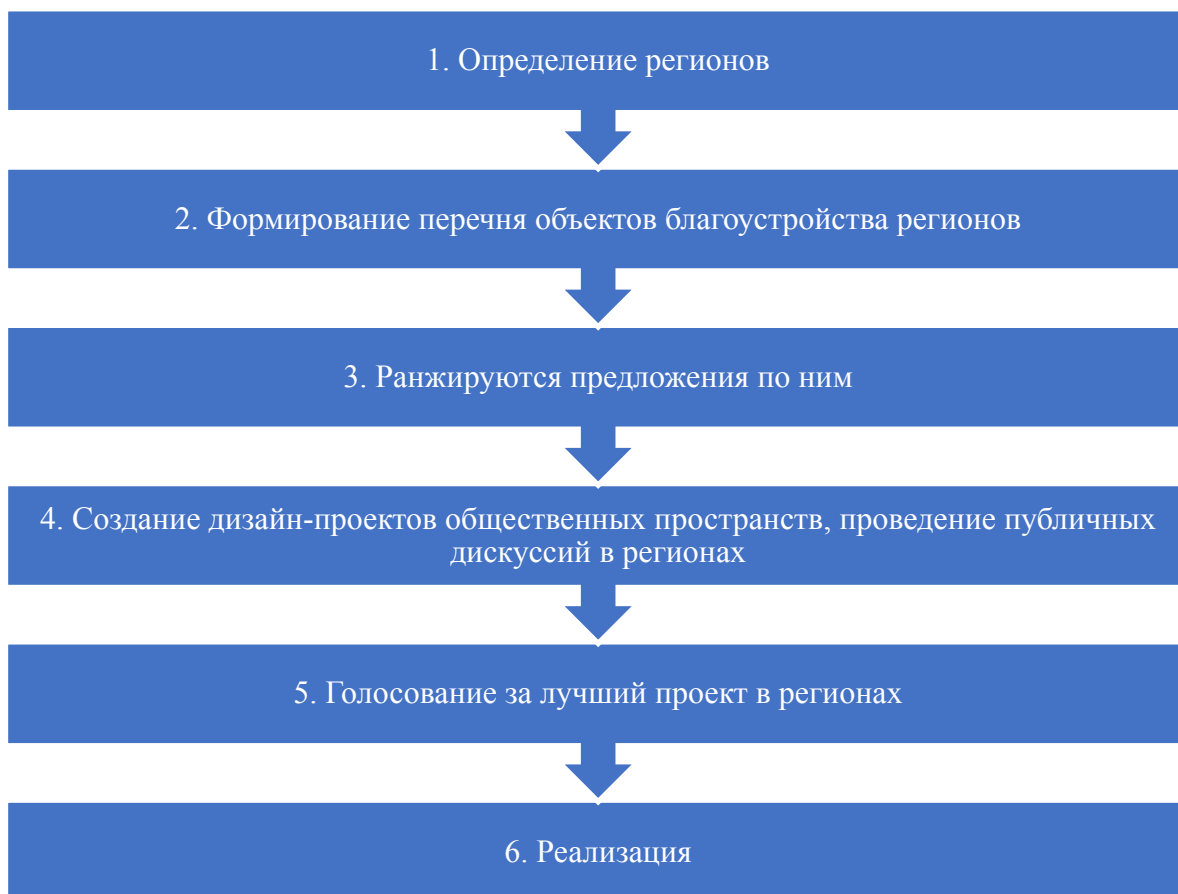 1. Определение регионов
2. Формирование перечня объектов благоустройства регионов
3. Ранжируются предложения по ним
4. Создание дизайн-проектов общественных пространств, проведение публичных
дискуссий в регионах
5. Голосование за лучший проект в регионах
6. Реализация